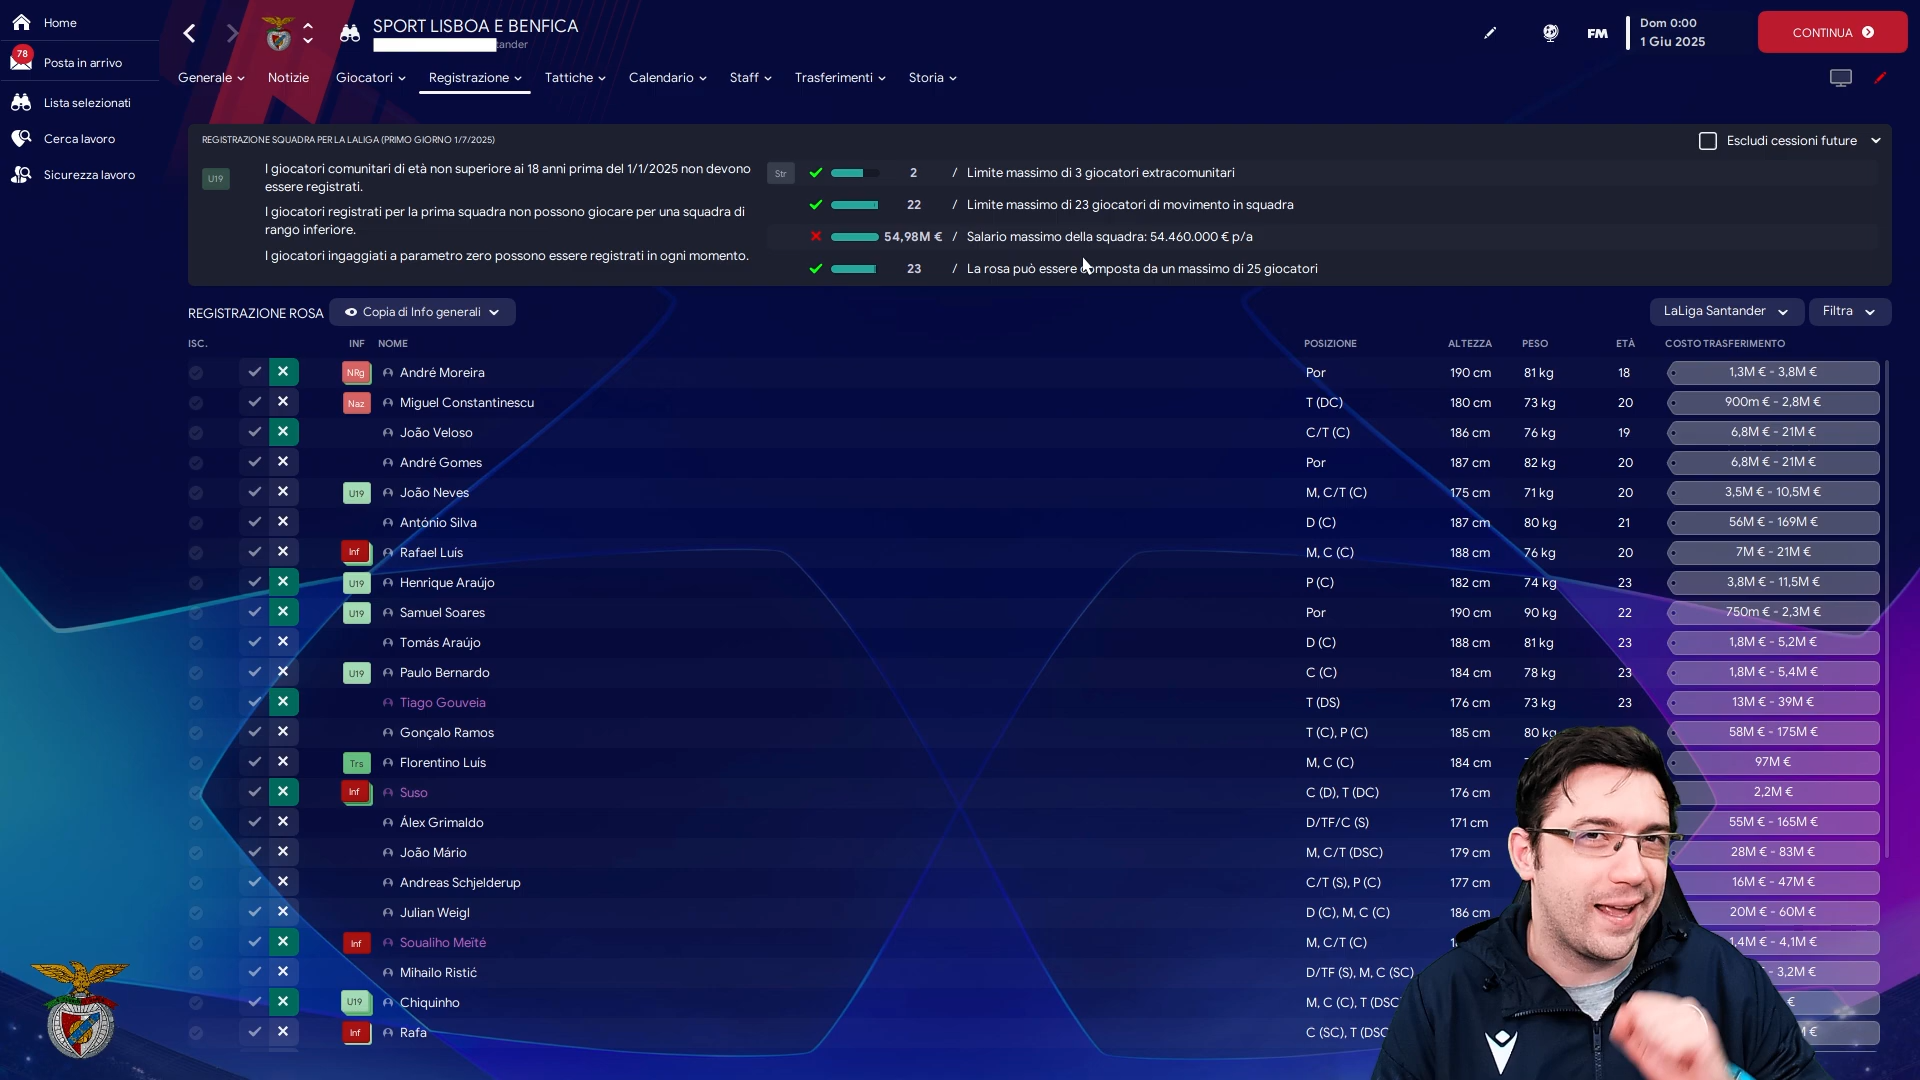 Home
78
Posta in arrivo
Lista selezionati
Cerca lavoro
Sicurezza lavoro
SPORT LISBOA E BENFICA
tander
FM
Dom 0:00
1 Giu 2025
CONTINUA
Generale
Notizie
Giocatori
Registrazione
Tattiche
Calendario
Staff
Trasferimenti
Storia
REGISTRAZIONE SQUADRA PER LA LALIGA (PRIMO GIORNO 1/7/2025)
Escludi cessioni future
U19
I giocatori comunitari di età non superiore ai 18 anni prima del 1/1/2025 non devono
essere registrati.
I giocatori registrati per la prima squadra non possono giocare per una squadra di
rango inferiore.
I giocatori ingaggiati a parametro zero possono essere registrati in ogni momento.
Str 2 / Limite massimo di 3 giocatori extracomunitari
22 / Limite massimo di 23 giocatori di movimento in squadra
54,98M € / Salario massimo della squadra: 54.460.000 € p/a
23 / La rosa può essere composta da un massimo di 25 giocatori
REGISTRAZIONE ROSA
Copia di Info generali
LaLiga Santander
Filtra
ISC. INF NOME POSIZIONE ALTEZZA PESO ETÀ COSTO TRASFERIMENTO
NRg André Moreira Por 190 cm 81 kg 18 1,3M € - 3,8M €
Naz Miguel Constantinescu T (DC) 180 cm 73 kg 20 900m € - 2,8M €
João Veloso C/T (C) 186 cm 76 kg 19 6,8M € - 21M €
André Gomes Por 187 cm 82 kg 20 6,8M € - 21M €
U19 João Neves M, C/T (C) 175 cm 71 kg 20 3,5M € - 10,5M €
António Silva D (C) 187 cm 80 kg 21 56M € - 169M €
Inf Rafael Luís M, C (C) 188 cm 76 kg 20 7M € - 21M €
U19 Henrique Araújo P (C) 182 cm 74 kg 23 3,8M € - 11,5M €
U19 Samuel Soares Por 190 cm 90 kg 22 750m € - 2,3M €
Tomás Araújo D (C) 188 cm 81 kg 23 1,8M € - 5,2M €
U19 Paulo Bernardo C (C) 184 cm 78 kg 23 1,8M € - 5,4M €
Tiago Gouveia T (DS) 176 cm 73 kg 23 13M € - 39M €
Gonçalo Ramos T (C), P (C) 185 cm 80 kg 58M € - 175M €
Trs Florentino Luís M, C (C) 184 cm 97M €
Inf Suso C (D), T (DC) 176 cm 2,2M €
Álex Grimaldo D/TF/C (S) 171 cm 55M € - 165M €
João Mário M, C/T (DSC) 179 cm 28M € - 83M €
Andreas Schjelderup C/T (S), P (C) 177 cm 16M € - 47M €
Julian Weigl D (C), M, C (C) 186 cm 20M € - 60M €
Inf Soualiho Meïté M, C/T (C) 1,4M € - 4,1M €
Mihailo Ristić D/TF (S), M, C (SC) - 3,2M €
U19 Chiquinho M, C (C), T (DSC €
Inf Rafa C (SC), T (DSC €